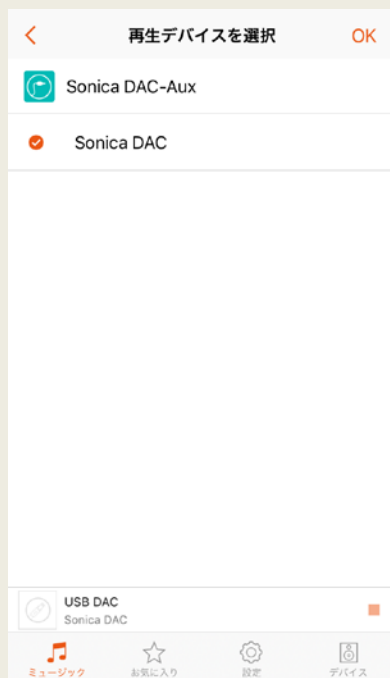 再生デバイスを選択
OK
Sonica DAC-Aux
Sonica DAC
USB DAC
Sonica DAC
ミュージック
お気に入り
設定
デバイス